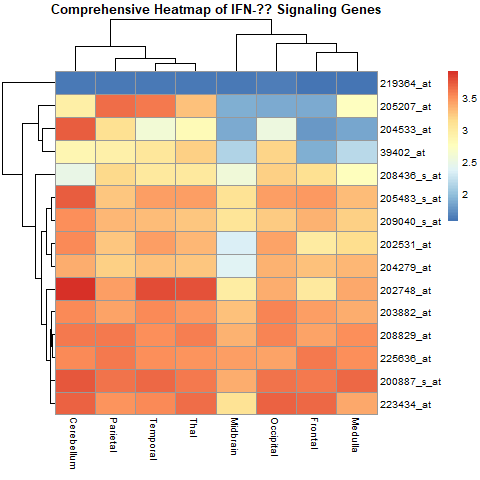 Comprehensive Heatmap of IFN-?? Signaling Genes
219364_at
205207_at
204533_at
39402_at
208436_s_at
205483_s_at
209040_s_at
202531_at
204279_at
202748_at
203882_at
208829_at
225636_at
200887_s_at
223434_at
3.5
3
2.5
2
Cerebellum
Parietal
Temporal
Thal
Midbrain
Occipital
Frontal
Medulla